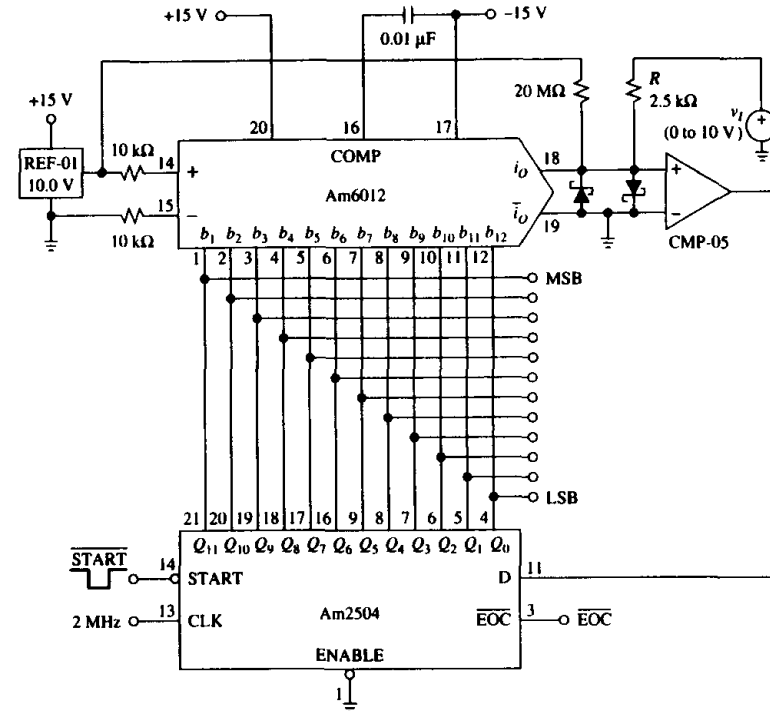 +15 V
0.01 μF
−15 V
+15 V
20 MΩ
R
2.5 kΩ
v_I
(0 to 10 V)
20
16
17
REF-01
10.0 V
10 kΩ
14
+
COMP
i_O
18
+
Am6012
15
−
i̅_O
19
−
10 kΩ
CMP-05
b1 b2 b3 b4 b5 b6 b7 b8 b9 b10 b11 b12
1 2 3 4 5 6 7 8 9 10 11 12
MSB
LSB
21 20 19 18 17 16 9 8 7 6 5 4
Q11 Q10 Q9 Q8 Q7 Q6 Q5 Q4 Q3 Q2 Q1 Q0
S̅T̅A̅R̅T̅
14
START
D
11
2 MHz
13
CLK
Am2504
E̅O̅C̅
3
E̅O̅C̅
ENABLE
1